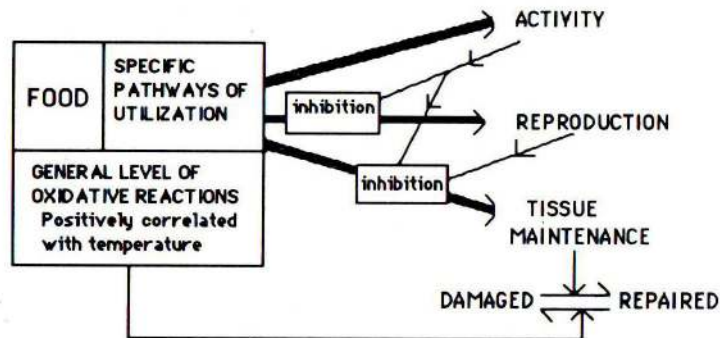 ACTIVITY
FOOD
SPECIFIC
PATHWAYS OF
UTILIZATION
inhibition
REPRODUCTION
GENERAL LEVEL OF
OXIDATIVE REACTIONS
Positively correlated
with temperature
inhibition
TISSUE
MAINTENANCE
DAMAGED
REPAIRED